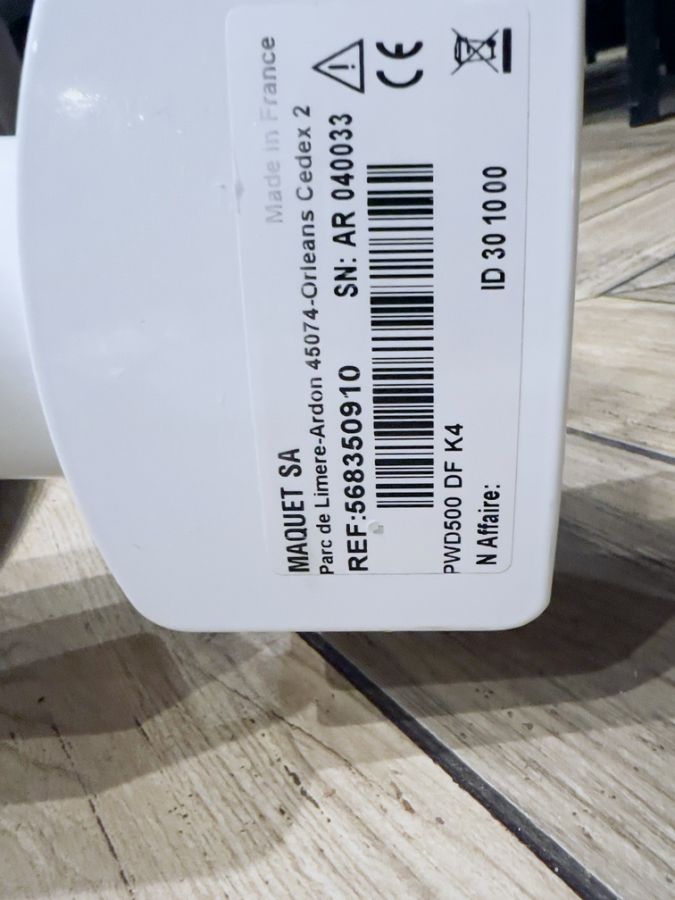 Made in France
MAQUET SA
Parc de Limere-Ardon 45074-Orleans Cedex 2
REF:568350910 SN: AR 040033
CE
PWD500 DF K4
N Affaire: ID 30 10 00